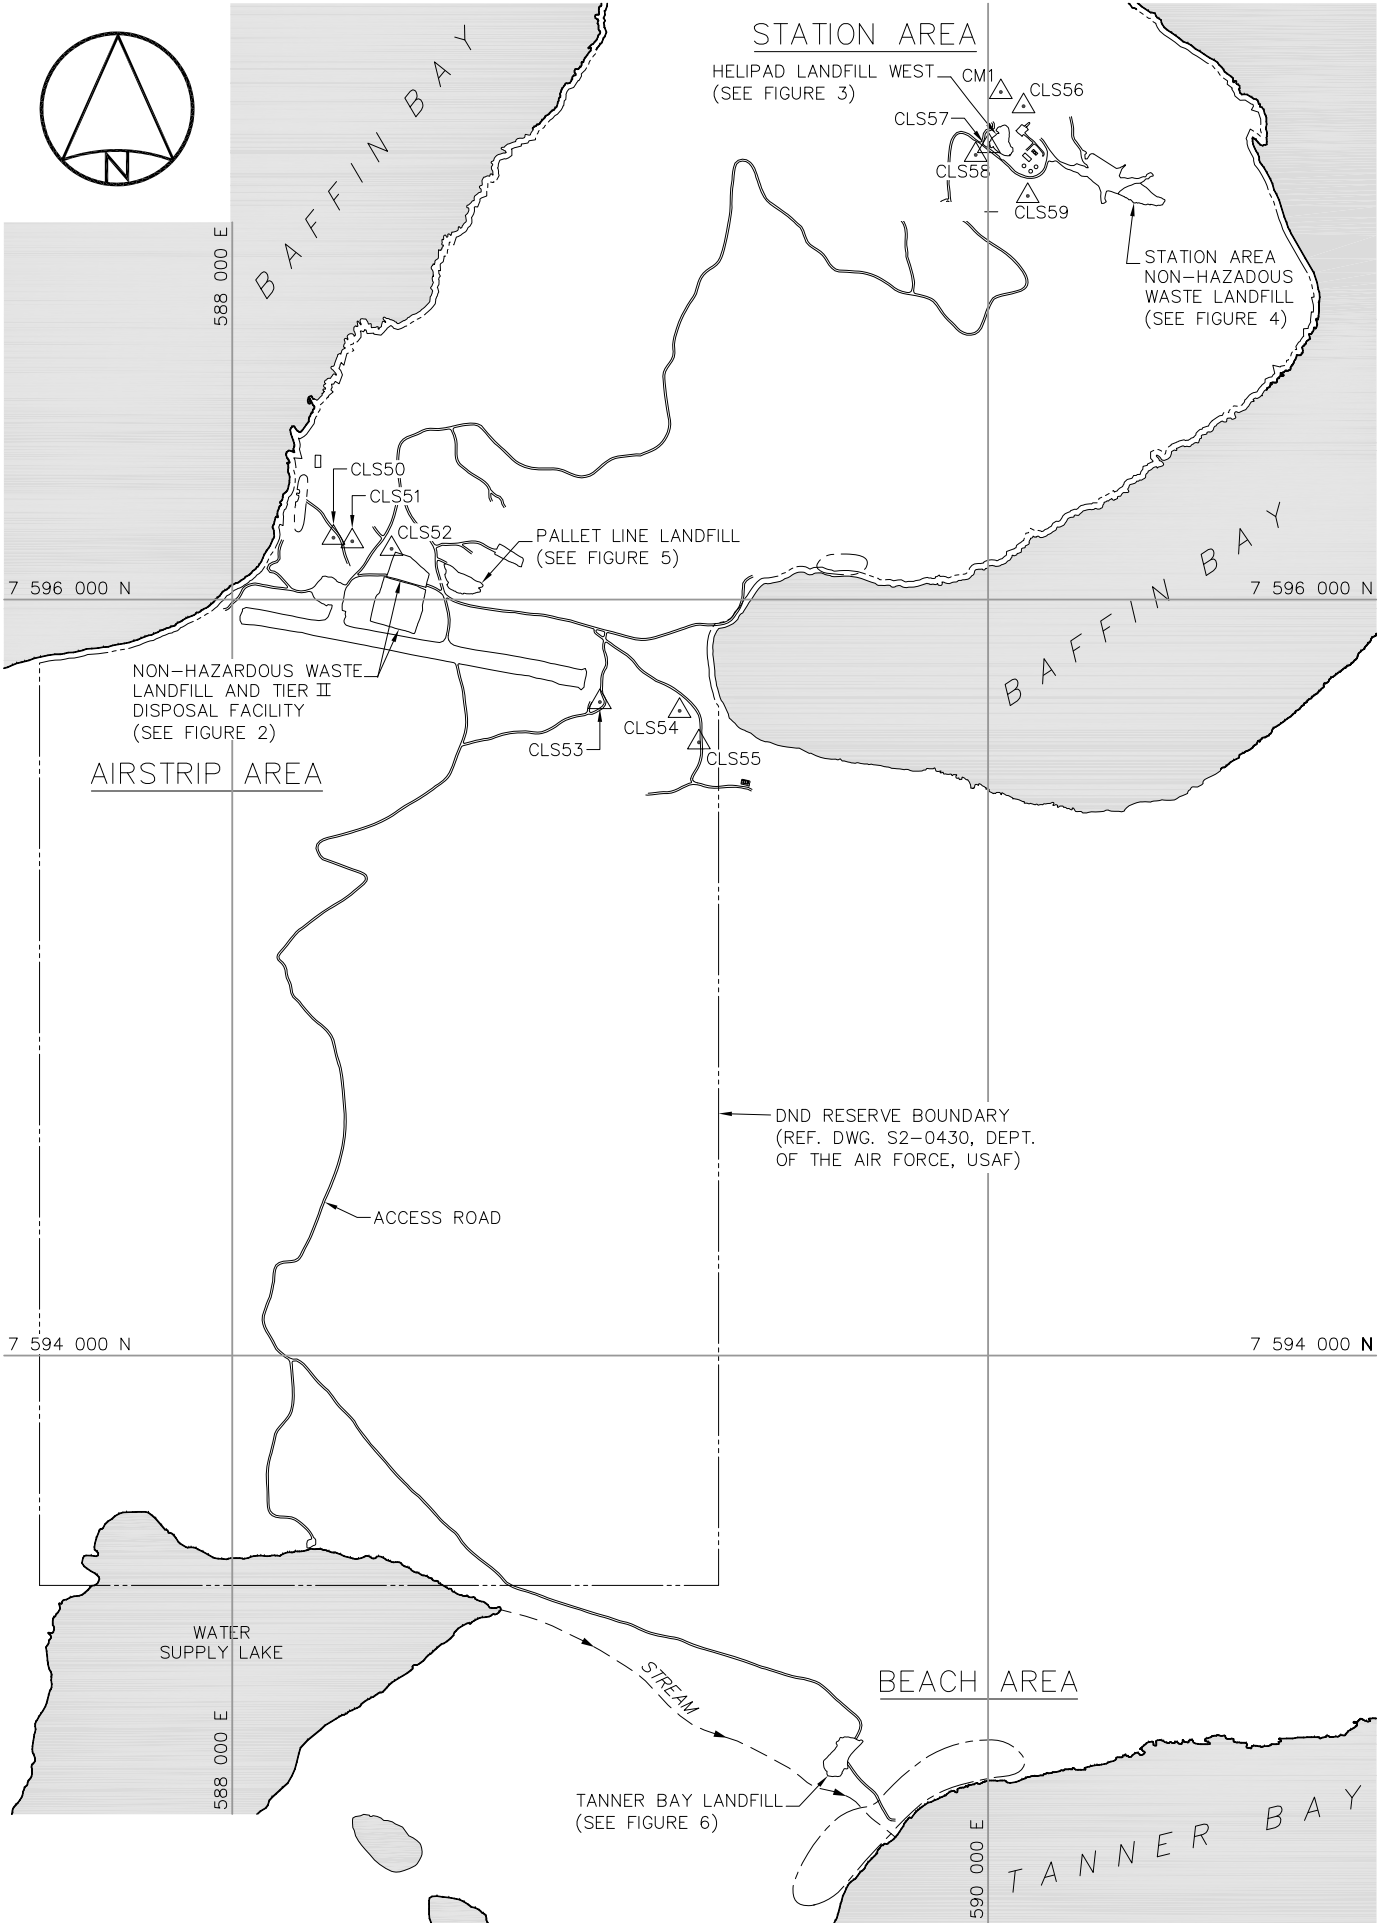 STATION AREA
HELIPAD LANDFILL WEST
(SEE FIGURE 3)
CM1
CLS56
CLS57
CLS58
CLS59
N
BAFFIN BAY
588 000 E
STATION AREA
NON-HAZADOUS
WASTE LANDFILL
(SEE FIGURE 4)
CLS50
CLS51
CLS52
PALLET LINE LANDFILL
(SEE FIGURE 5)
BAFFIN BAY
7 596 000 N
7 596 000 N
NON-HAZARDOUS WASTE
LANDFILL AND TIER II
DISPOSAL FACILITY
(SEE FIGURE 2)
CLS53
CLS54
CLS55
AIRSTRIP AREA
DND RESERVE BOUNDARY
(REF. DWG. S2-0430, DEPT.
OF THE AIR FORCE, USAF)
ACCESS ROAD
7 594 000 N
7 594 000 N
WATER
SUPPLY LAKE
STREAM
BEACH AREA
588 000 E
TANNER BAY LANDFILL
(SEE FIGURE 6)
590 000 E
TANNER BAY